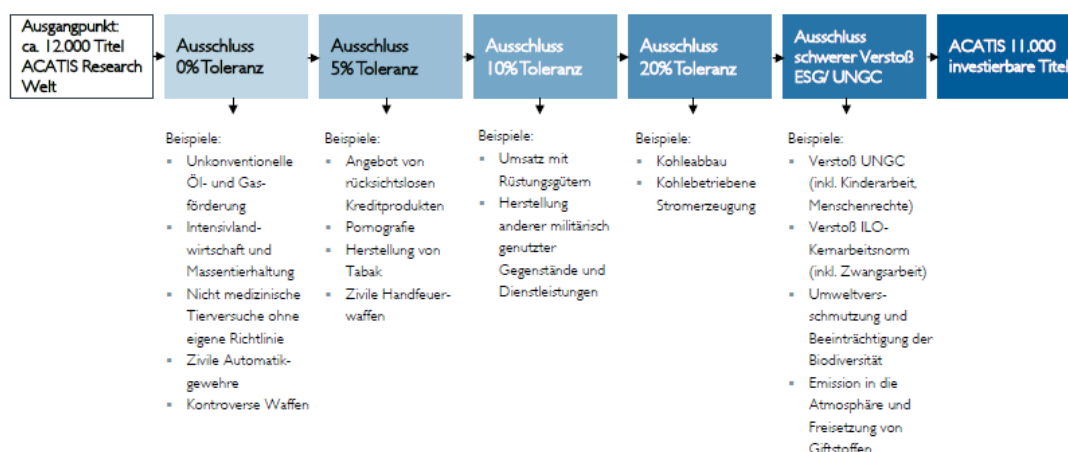 Ausgangpunkt:
ca. 12.000 Titel
ACATIS Research
Welt
Ausschluss
0% Toleranz
Ausschluss
5% Toleranz
Ausschluss
10% Toleranz
Ausschluss
20% Toleranz
Ausschluss
schwerer Verstoß
ESG/ UNGC
ACATIS 11.000
investierbare Titel
Beispiele:
Unkonventionelle
Öl- und Gas-
förderung
Intensivland-
wirtschaft und
Massentierhaltung
Nicht medizinische
Tierversuche ohne
eigene Richtlinie
Zivile Automatik-
gewehre
Kontroverse Waffen
Beispiele:
Angebot von
rücksichtslosen
Kreditprodukten
Pornografie
Herstellung von
Tabak
Zivile Handfeuer-
waffen
Beispiele:
Umsatz mit
Rüstungsgütern
Herstellung
anderer militärisch
genutzter
Gegenstände und
Dienstleistungen
Beispiele:
Kohleabbau
Kohlebetriebene
Stromerzeugung
Beispiele:
Verstoß UNGC
(inkl. Kinderarbeit,
Menschenrechte)
Verstoß ILO-
Kernarbeitsnorm
(inkl. Zwangsarbeit)
Umweltvers-
schmutzung und
Beeinträchtigung der
Biodiversität
Emission in die
Atmosphäre und
Freisetzung von
Giftstoffen